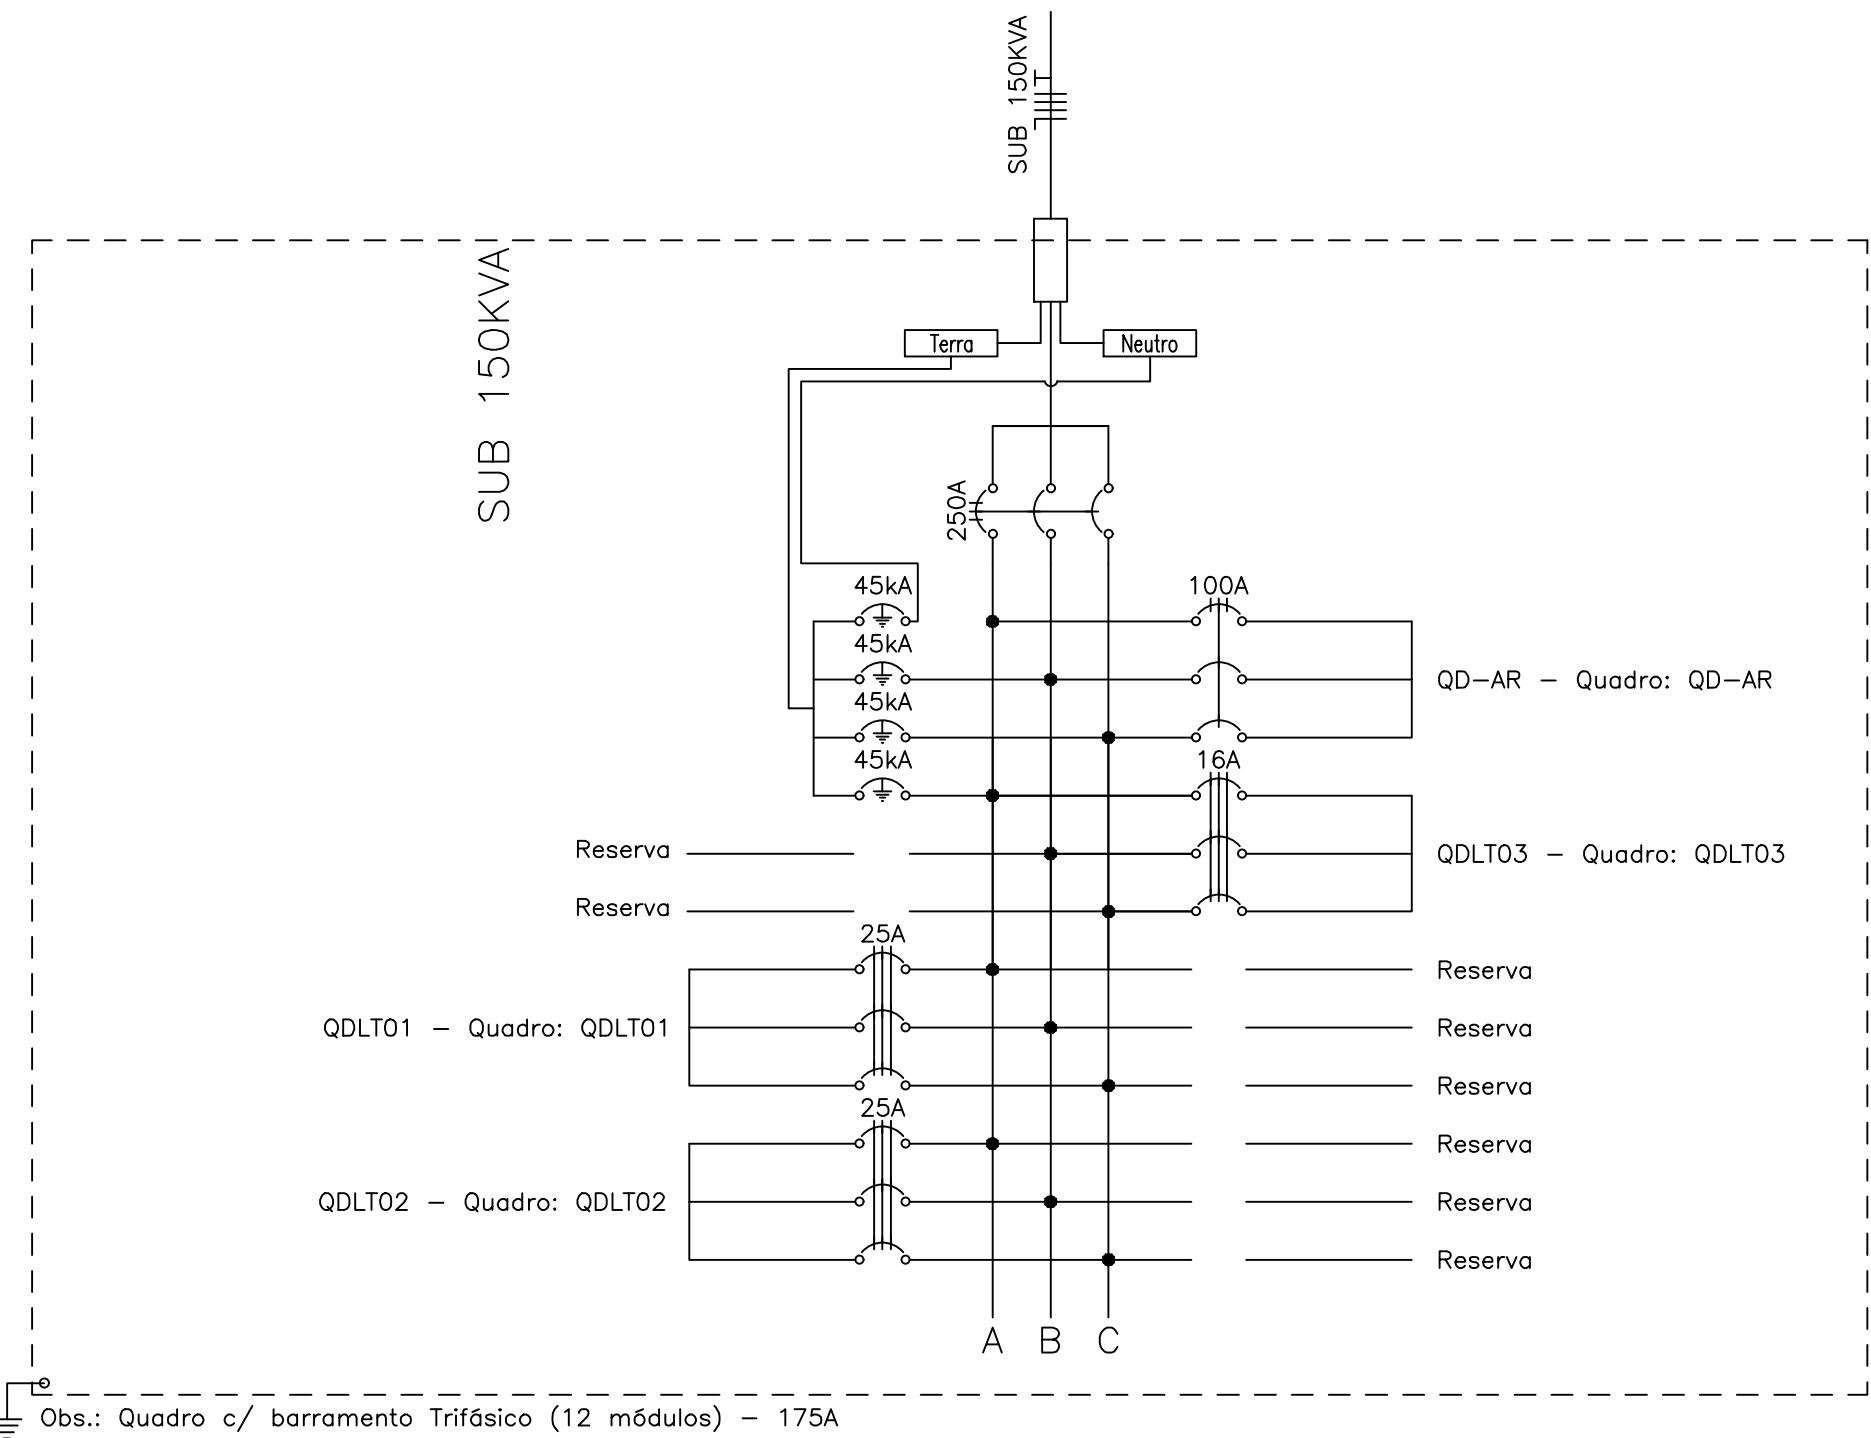 SUB 150KVA
SUB 150KVA
Terra
Neutro
250A
45kA
100A
45kA
QD-AR - Quadro: QD-AR
45kA
45kA
16A
Reserva
QDLT03 - Quadro: QDLT03
Reserva
25A
Reserva
QDLT01 - Quadro: QDLT01
Reserva
Reserva
25A
Reserva
QDLT02 - Quadro: QDLT02
Reserva
Reserva
A B C
Obs.: Quadro c/ barramento Trifásico (12 módulos) - 175A